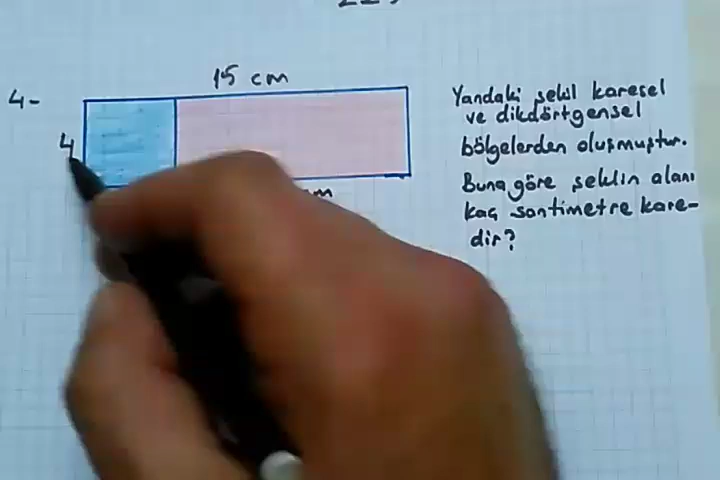 15 cm
4-
4
m
Yandaki şekil karesel
ve dikdörtgensel
bölgelerden oluşmuştur.
Buna göre şeklin alanı
kaç santimetre kare-
dir?